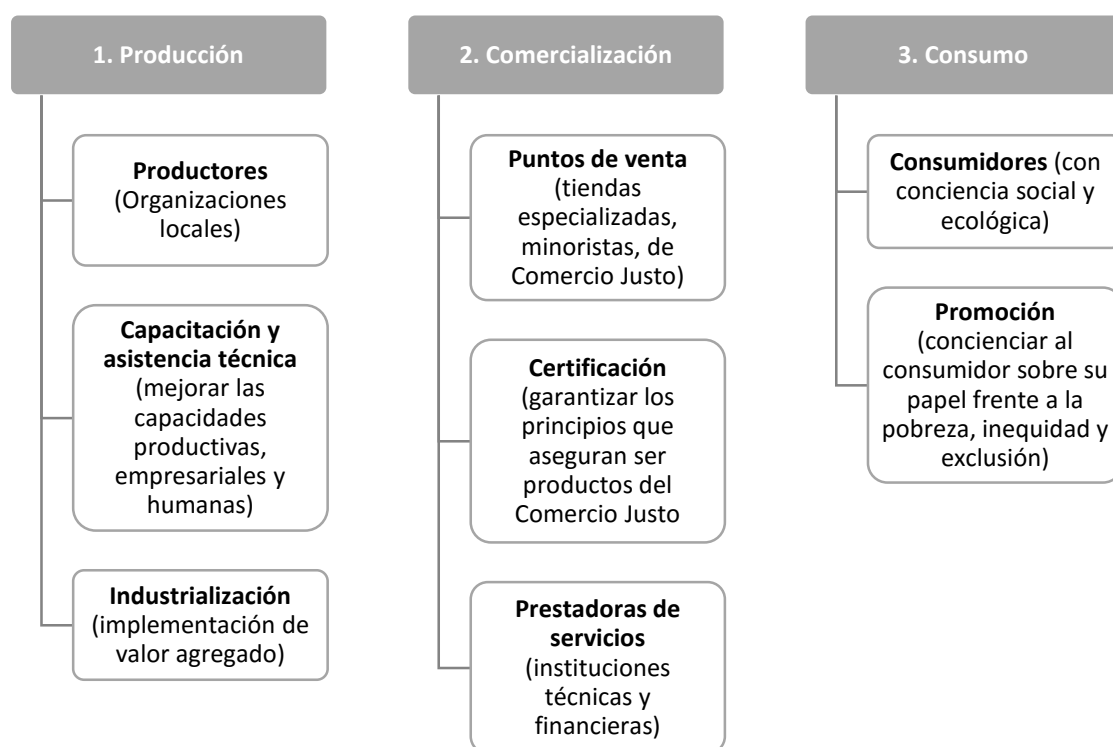 1. Producción
Productores
(Organizaciones
locales)
Capacitación y
asistencia técnica
(mejorar las
capacidades
productivas,
empresariales y
humanas)
Industrialización
(implementación de
valor agregado)
2. Comercialización
Puntos de venta
(tiendas
especializadas,
minoristas, de
Comercio Justo)
Certificación
(garantizar los
principios que
aseguran ser
productos del
Comercio Justo
Prestadoras de
servicios
(instituciones
técnicas y
financieras)
3. Consumo
Consumidores (con
conciencia social y
ecológica)
Promoción
(concienciar al
consumidor sobre su
papel frente a la
pobreza, inequidad y
exclusión)